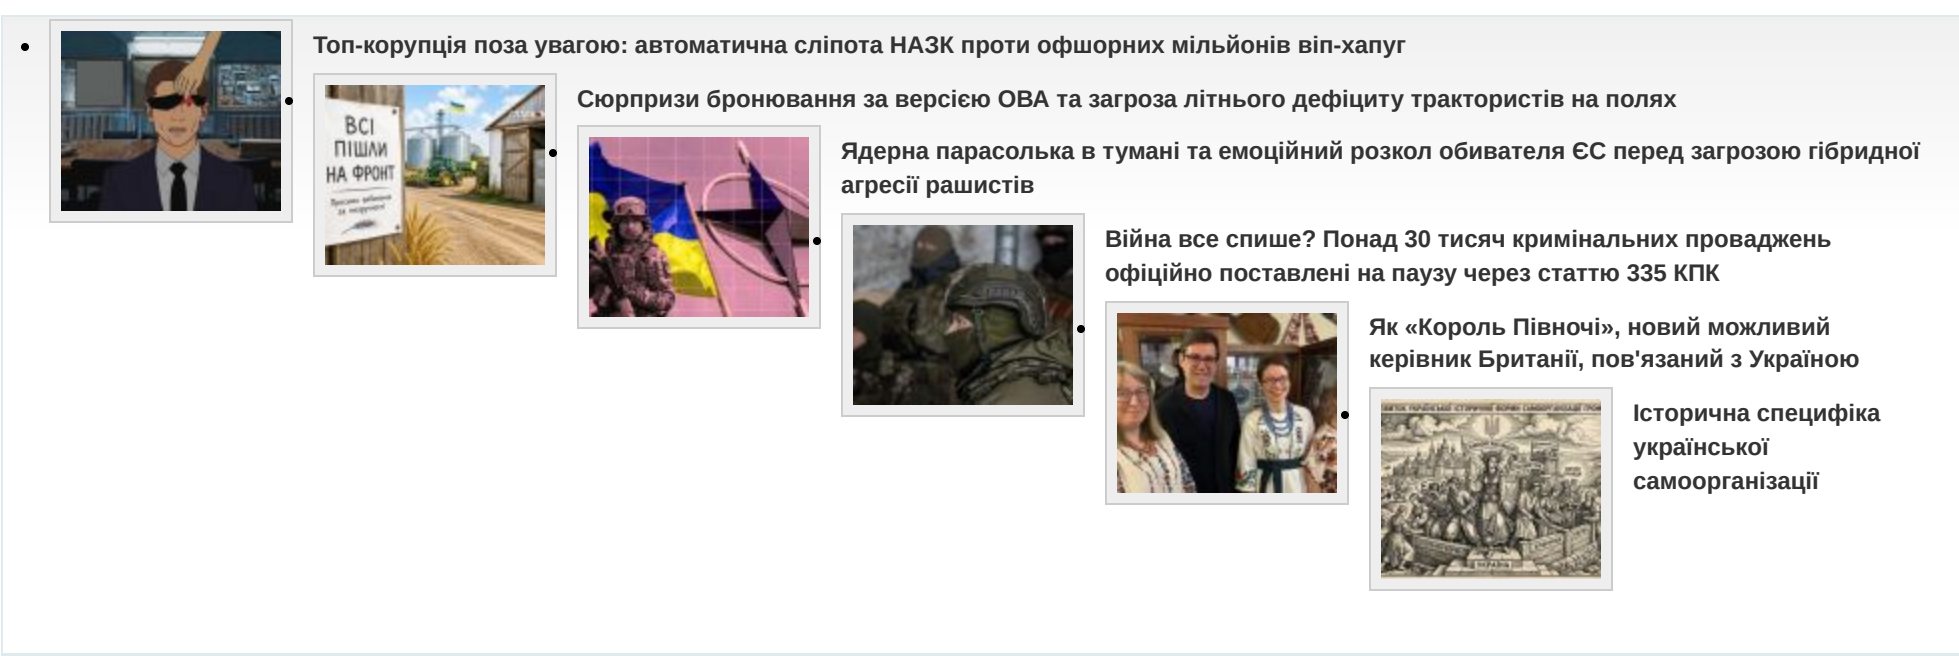 Топ-корупція поза увагою: автоматична сліпота НАЗК проти офшорних мільйонів віп-хапуг
Сюрпризи бронювання за версією ОВА та загроза літнього дефіциту трактористів на полях
ВСІ
ПІШЛИ
НА ФРОНТ
Ядерна парасолька в тумані та емоційний розкол обивателя ЄС перед загрозою гібридної
агресії рашистів
Війна все спише? Понад 30 тисяч кримінальних проваджень
офіційно поставлені на паузу через статтю 335 КПК
Як «Король Півночі», новий можливий
керівник Британії, пов'язаний з Україною
Історична специфіка
української
самоорганізації
УКРАЇНА